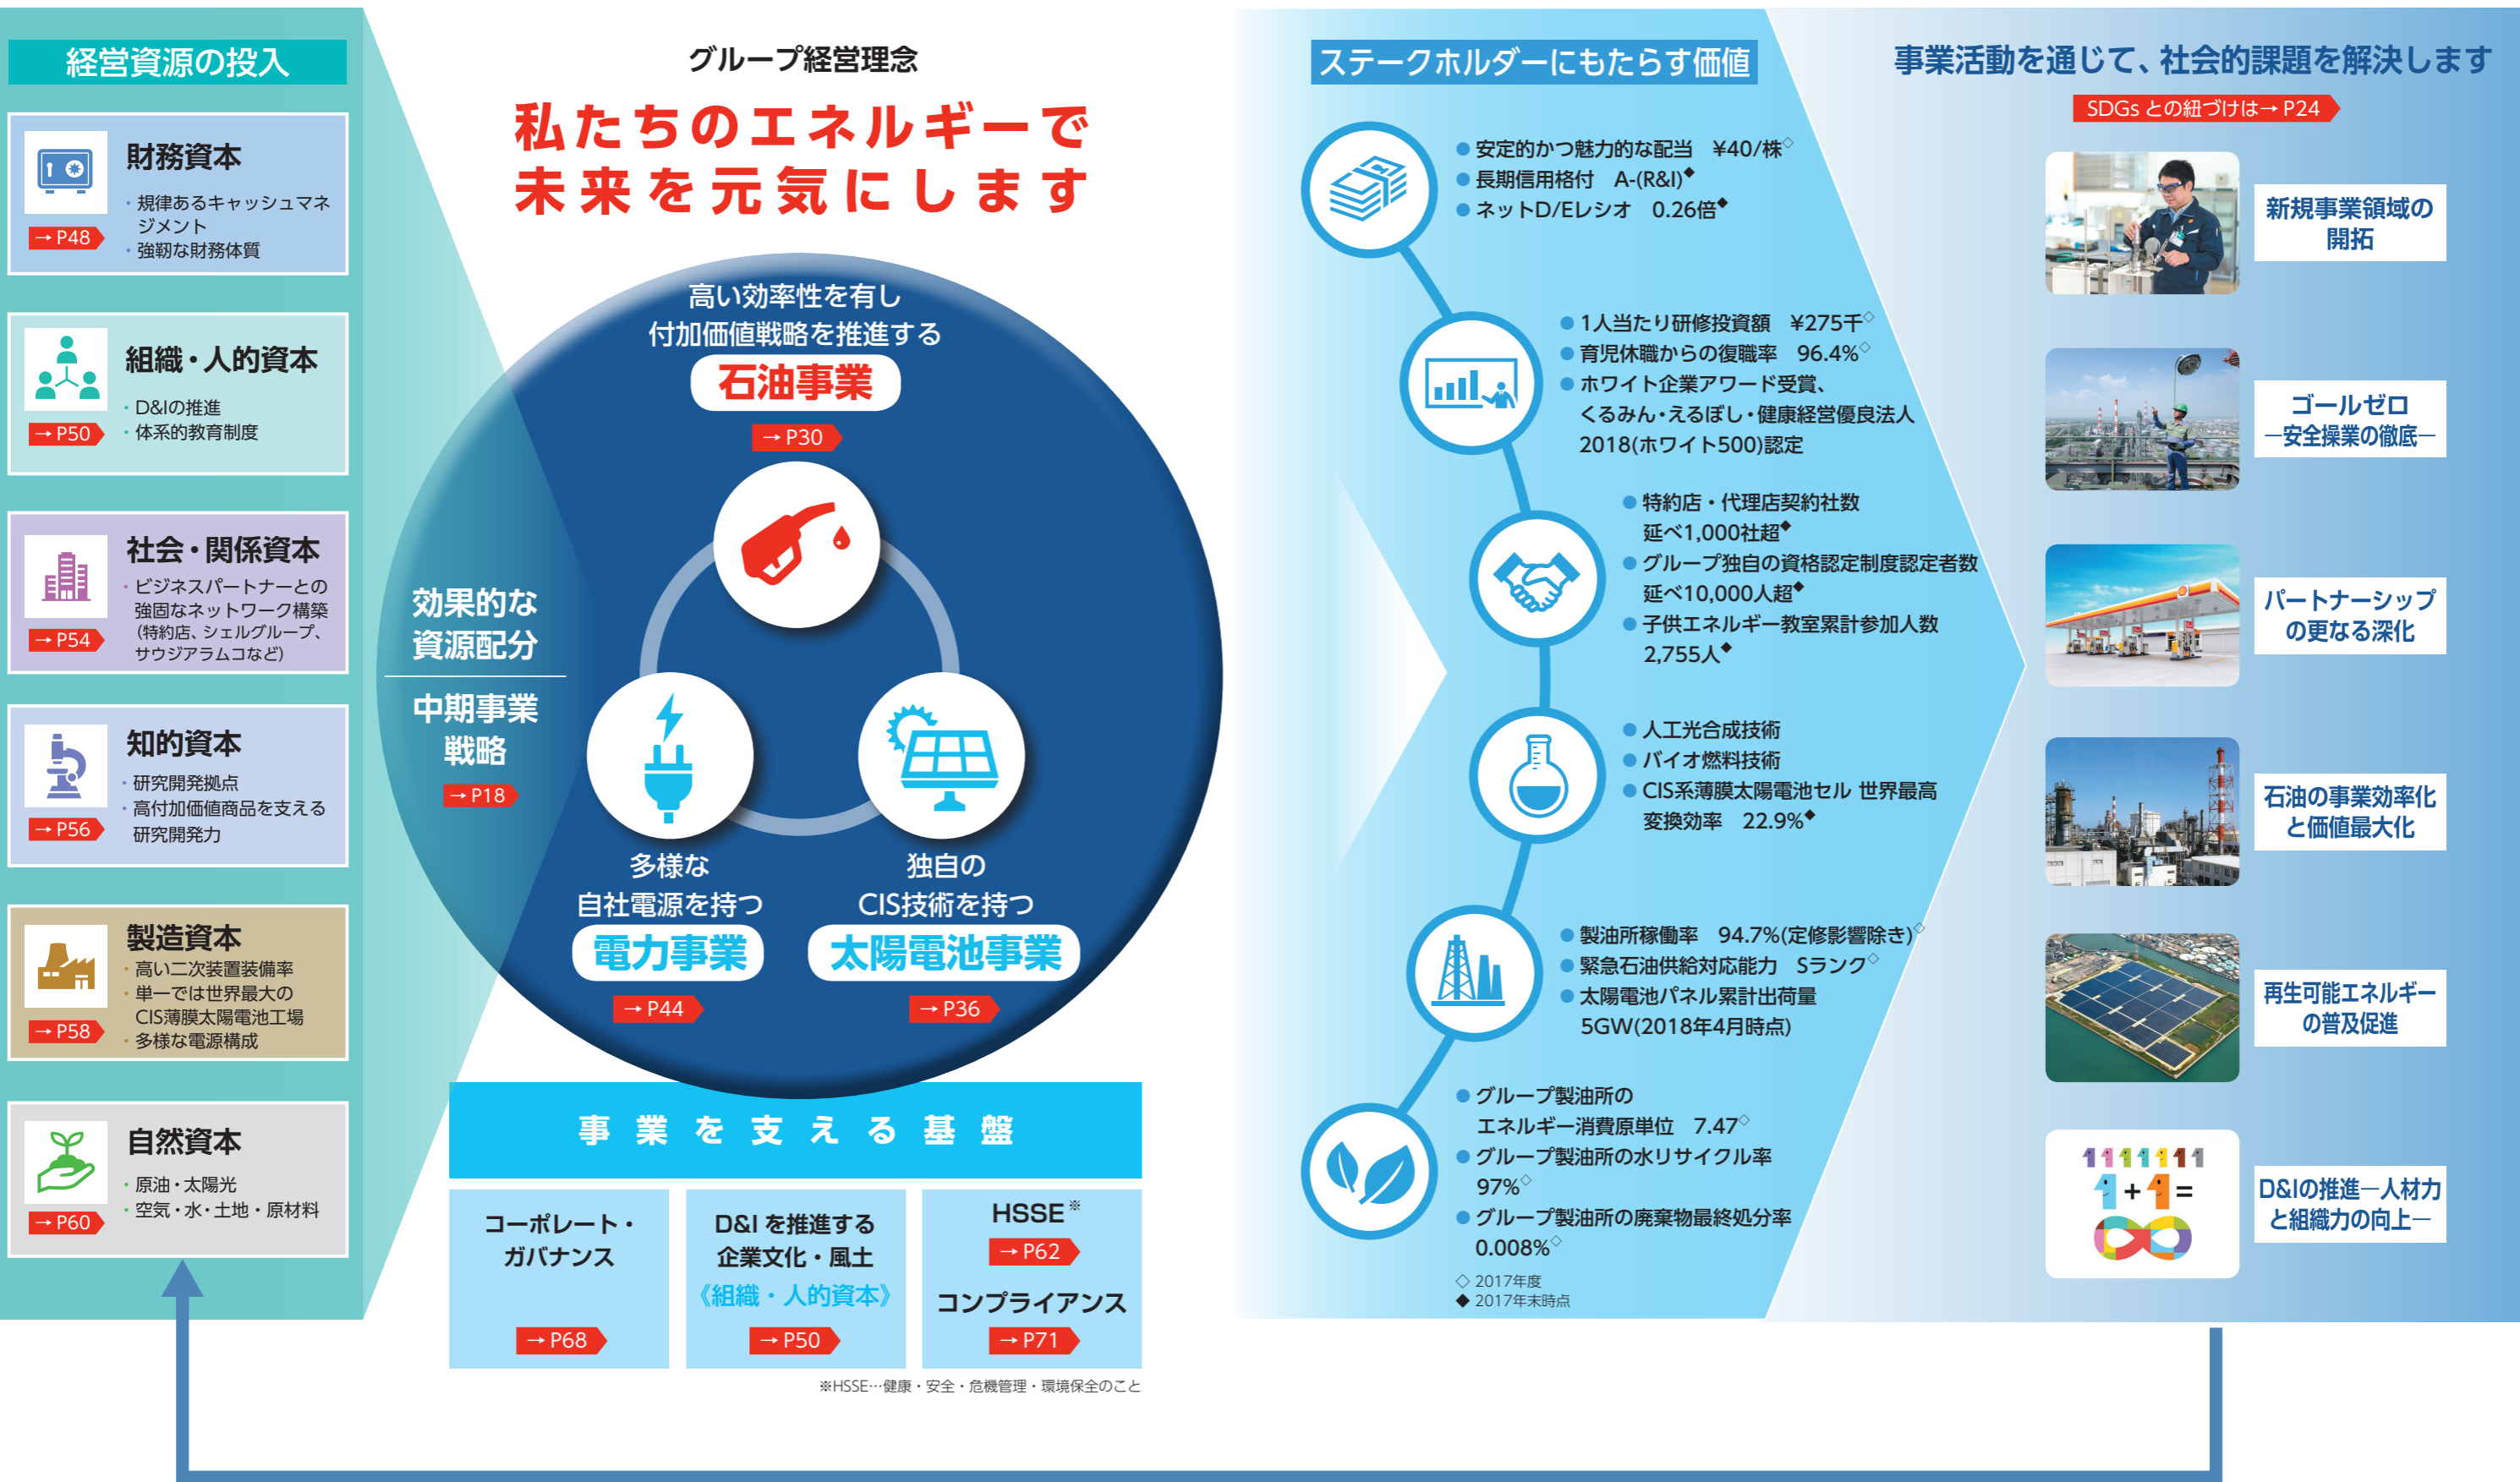 経営資源の投入
財務資本
・規律あるキャッシュマネ
ジメント
・強靭な財務体質
→P48
組織・人的資本
・D&Iの推進
・体系的教育制度
→P50
社会・関係資本
・ビジネスパートナーとの
強固なネットワーク構築
(特約店、シェルグループ、
サウジアラムコなど)
→P54
知的資本
・研究開発拠点
・高付加価値商品を支える
研究開発力
→P56
製造資本
・高い二次装置装備率
・単一では世界最大の
CIS薄膜太陽電池工場
・多様な電源構成
→P58
自然資本
・原油・太陽光
・空気・水・土地・原材料
→P60
グループ経営理念
私たちのエネルギーで
未来を元気にします
高い効率性を有し
付加価値戦略を推進する
石油事業
→P30
効果的な
資源配分
中期事業
戦略
→P18
多様な
自社電源を持つ
電力事業
→P44
独自の
CIS技術を持つ
太陽電池事業
→P36
事業を支える基盤
コーポレート・
ガバナンス
→P68
D&Iを推進する
企業文化・風土
《組織・人的資本》
→P50
HSSE※
→P62
コンプライアンス
→P71
※HSSE…健康・安全・危機管理・環境保全のこと
ステークホルダーにもたらす価値
●安定的かつ魅力的な配当 ¥40/株◇
●長期信用格付 A-(R&I)◆
●ネットD/Eレシオ 0.26倍◆
●1人当たり研修投資額 ¥275千◇
●育児休職からの復職率 96.4%◇
●ホワイト企業アワード受賞、
くるみん・えるぼし・健康経営優良法人
2018(ホワイト500)認定
●特約店・代理店契約社数
延べ1,000社超◆
●グループ独自の資格認定制度認定者数
延べ10,000人超◆
●子供エネルギー教室累計参加人数
2,755人◆
●人工光合成技術
●バイオ燃料技術
●CIS系薄膜太陽電池セル 世界最高
変換効率 22.9%◆
●製油所稼働率 94.7%(定修影響除き)◇
●緊急石油供給対応能力 Sランク◇
●太陽電池パネル累計出荷量
5GW(2018年4月時点)
●グループ製油所の
エネルギー消費原単位 7.47◇
●グループ製油所の水リサイクル率
97%◇
●グループ製油所の廃棄物最終処分率
0.008%◇
◇ 2017年度
◆ 2017年末時点
事業活動を通じて、社会的課題を解決します
SDGsとの紐づけは→P24
新規事業領域の
開拓
ゴールゼロ
―安全操業の徹底―
パートナーシップ
の更なる深化
石油の事業効率化
と価値最大化
再生可能エネルギー
の普及促進
1 1 1 1 1 1 1
1+1=
D&Iの推進―人材力
と組織力の向上―